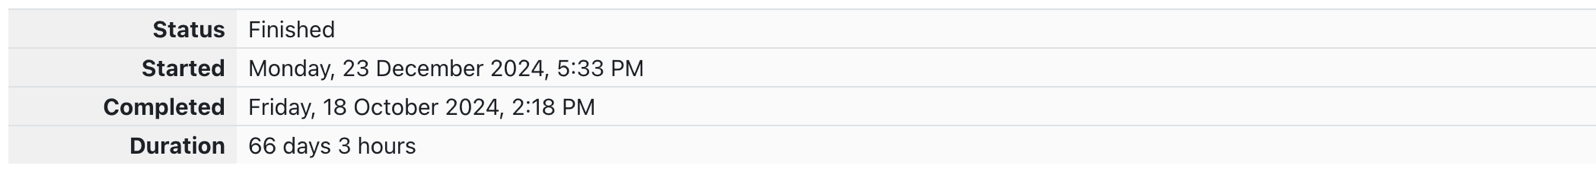 Status Finished
Started Monday, 23 December 2024, 5:33 PM
Completed Friday, 18 October 2024, 2:18 PM
Duration 66 days 3 hours